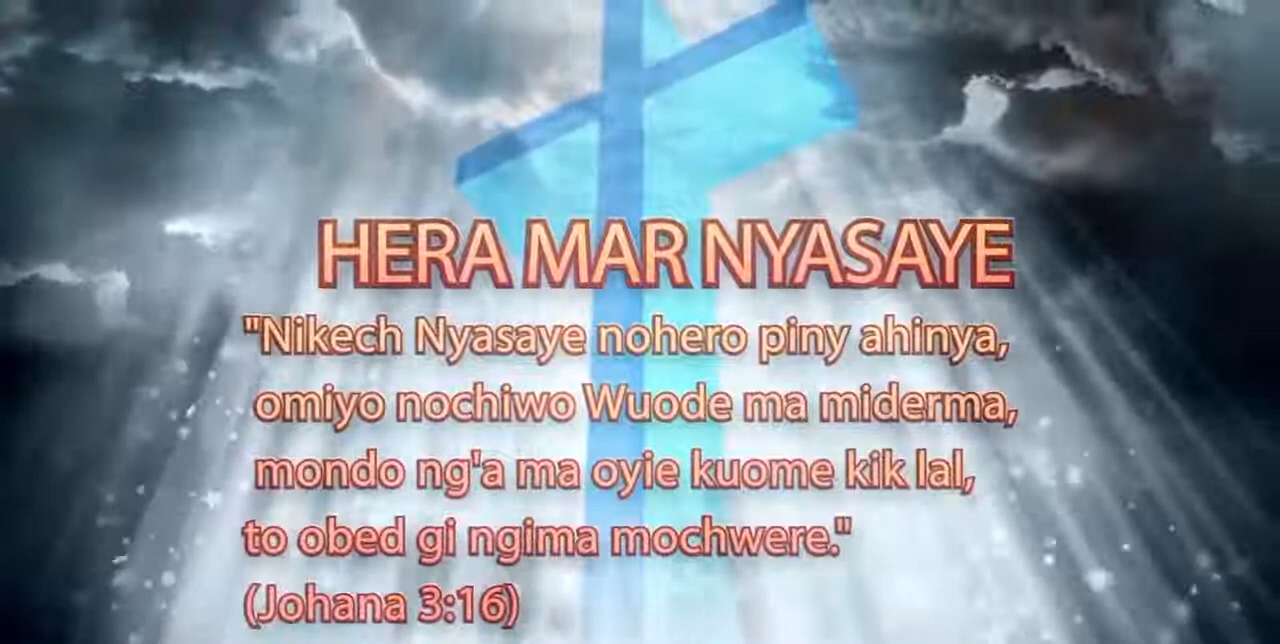 HERA MAR NYASAYE
"Nikech Nyasaye nohero piny ahinya,
omiyo nochiwo Wuode ma miderma,
mondo ng'a ma oyie kuome kik lal,
to obed gi ngima mochwere."
(Johana 3:16)